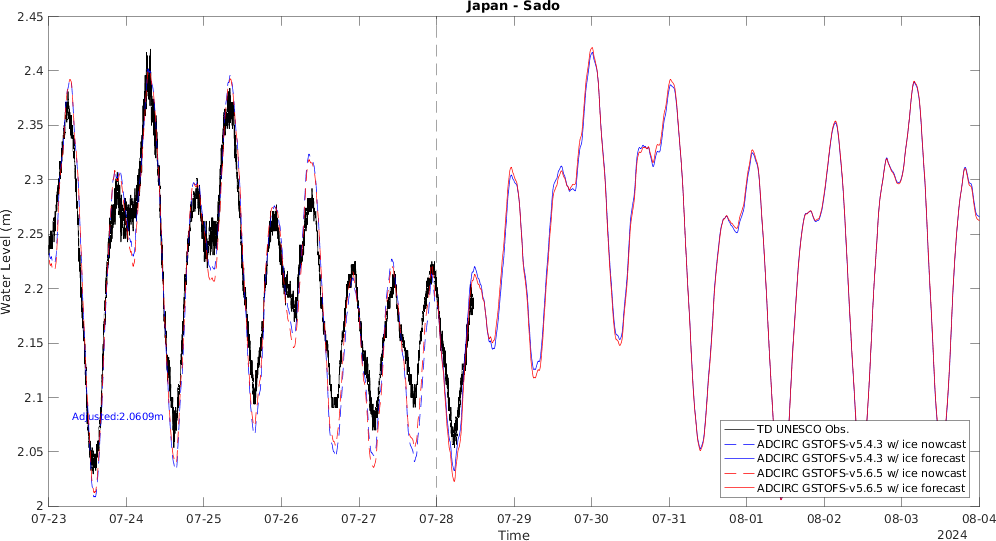 Japan - Sado
Water Level (m)
2.45
2.4
2.35
2.3
2.25
2.2
2.15
2.1
2.05
2
Adjusted:2.0609m
TD UNESCO Obs.
ADCIRC GSTOFS-v5.4.3 w/ ice nowcast
ADCIRC GSTOFS-v5.4.3 w/ ice forecast
ADCIRC GSTOFS-v5.6.5 w/ ice nowcast
ADCIRC GSTOFS-v5.6.5 w/ ice forecast
07-23 07-24 07-25 07-26 07-27 07-28 07-29 07-30 07-31 08-01 08-02 08-03 08-04
Time
2024